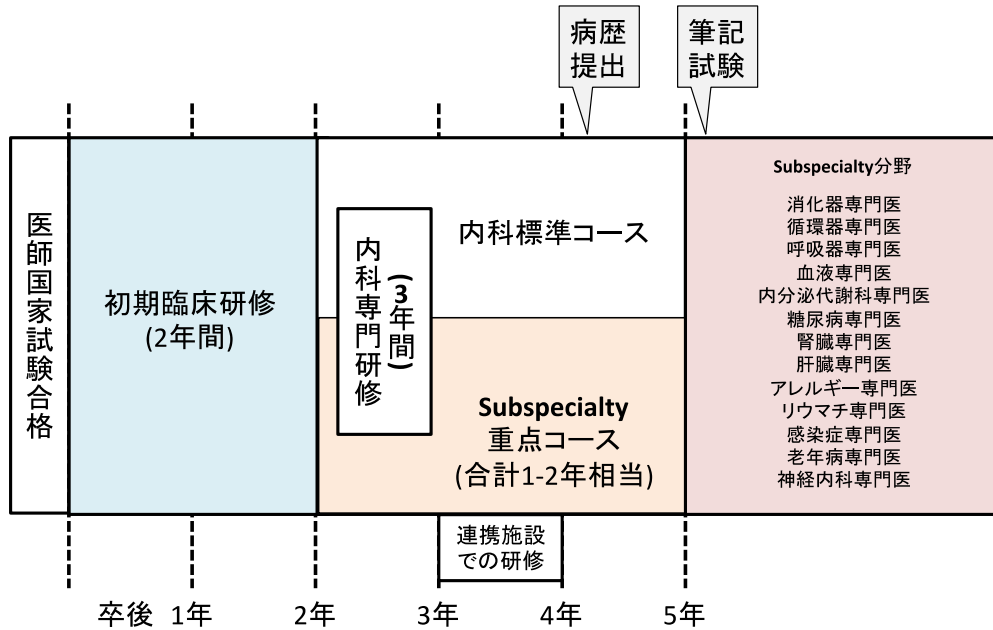 病歴
提出
筆記
試験
医師国家試験合格
初期臨床研修
(2年間)
内科専門研修
(3年間)
内科標準コース
Subspecialty
重点コース
(合計1-2年相当)
Subspecialty分野
消化器専門医
循環器専門医
呼吸器専門医
血液専門医
内分泌代謝科専門医
糖尿病専門医
腎臓専門医
肝臓専門医
アレルギー専門医
リウマチ専門医
感染症専門医
老年病専門医
神経内科専門医
連携施設
での研修
卒後 1年 2年 3年 4年 5年